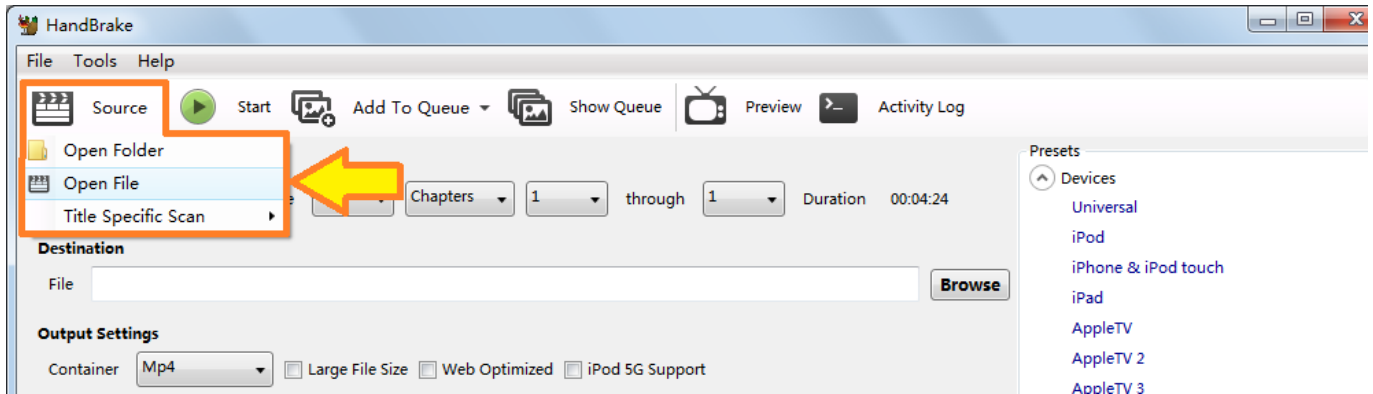 HandBrake
File Tools Help
Source Start Add To Queue Show Queue Preview Activity Log
Open Folder
Open File
Title Specific Scan
Chapters 1 through 1 Duration 00:04:24
Destination
File Browse
Output Settings
Container Mp4 Large File Size Web Optimized iPod 5G Support
Presets
Devices
Universal
iPod
iPhone & iPod touch
iPad
AppleTV
AppleTV 2
AppleTV 3